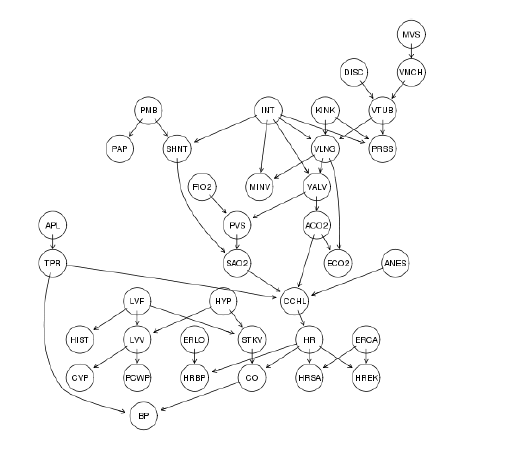 MVS
DISC VMCH
PMB INT KINK VTUB
PAP SHNT VLNG PRSS
FIO2 MINV VALV
APL PVS ACO2
TPR SAO2 ECO2 ANES
LVF HYP CCHL
HIST LVV ERLO STKV HR ERCA
CVP PCWP HRBP CO HRSA HREK
BP